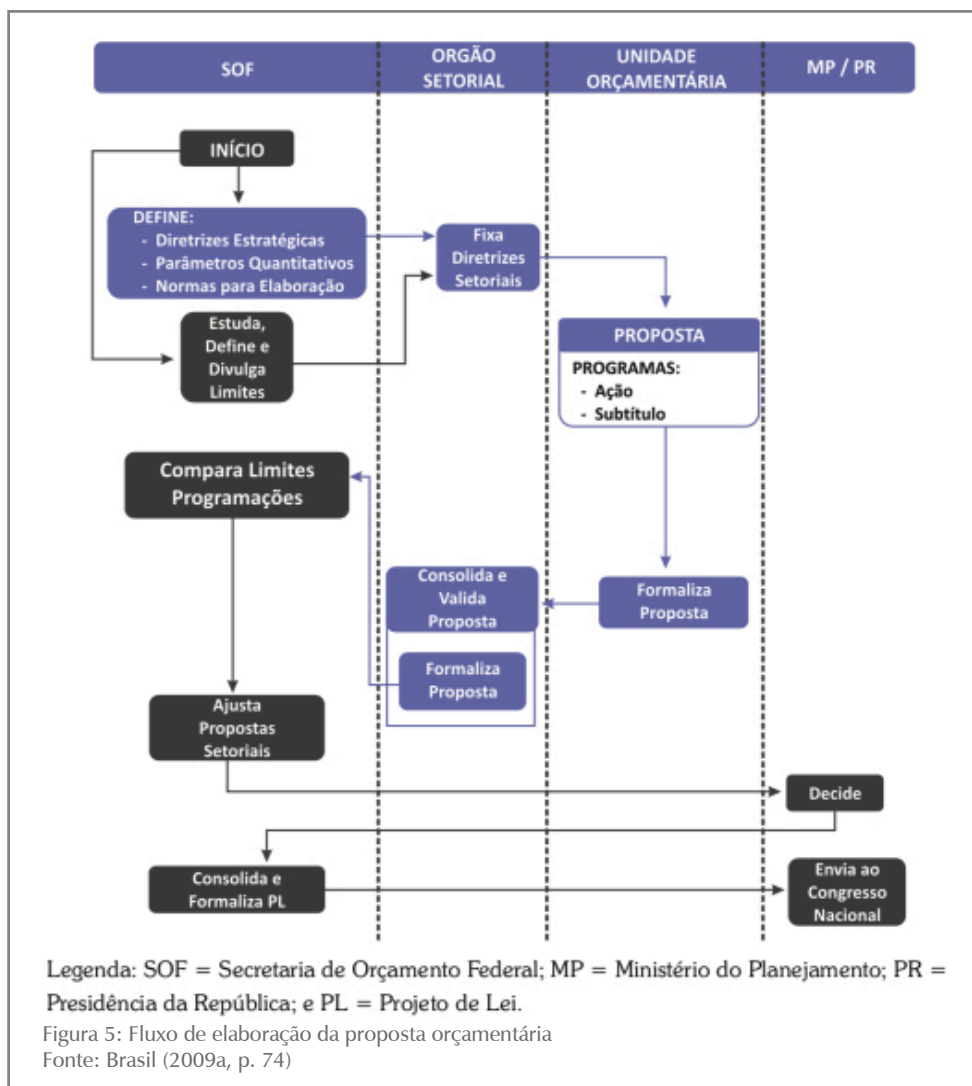 SOF
ORGÃO
SETORIAL
UNIDADE
ORÇAMENTÁRIA
MP / PR
INÍCIO
DEFINE:
- Diretrizes Estratégicas
- Parâmetros Quantitativos
- Normas para Elaboração
Fixa
Diretrizes
Setoriais
Estuda,
Define e
Divulga
Limites
PROPOSTA
PROGRAMAS:
- Ação
- Subtítulo
Compara Limites
Programações
Consolida e
Valida
Proposta
Formaliza
Proposta
Formaliza
Proposta
Ajusta
Propostas
Setoriais
Decide
Consolida e
Formaliza PL
Envia ao
Congresso
Nacional
Legenda: SOF = Secretaria de Orçamento Federal; MP = Ministério do Planejamento; PR =
Presidência da República; e PL = Projeto de Lei.
Figura 5: Fluxo de elaboração da proposta orçamentária
Fonte: Brasil (2009a, p. 74)